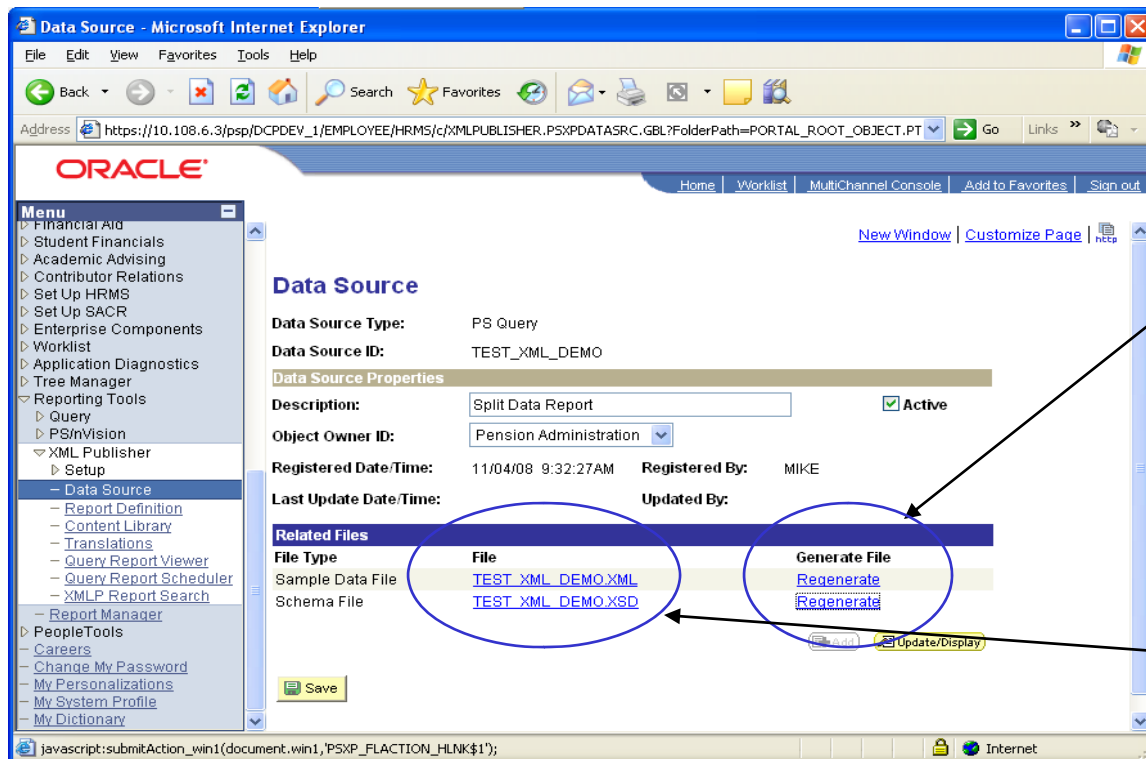 Data Source - Microsoft Internet Explorer
File Edit View Favorites Tools Help
Back Search Favorites
Address https://10.108.6.3/psp/DCPDEV_1/EMPLOYEE/HRMS/c/XMLPUBLISHER.PSXPDATASRC.GBL?FolderPath=PORTAL_ROOT_OBJECT.PT Go Links »
ORACLE
Home Worklist MultiChannel Console Add to Favorites Sign out
Menu
Financial Aid
Student Financials
Academic Advising
Contributor Relations
Set Up HRMS
Set Up SACR
Enterprise Components
Worklist
Application Diagnostics
Tree Manager
Reporting Tools
Query
PS/nVision
XML Publisher
Setup
Data Source
Report Definition
Content Library
Translations
Query Report Viewer
Query Report Scheduler
XMLP Report Search
Report Manager
PeopleTools
Careers
Change My Password
My Personalizations
My System Profile
My Dictionary
New Window Customize Page http
Data Source
Data Source Type: PS Query
Data Source ID: TEST_XML_DEMO
Data Source Properties
Description: Split Data Report Active
Object Owner ID: Pension Administration
Registered Date/Time: 11/04/08 9:32:27AM Registered By: MIKE
Last Update Date/Time: Updated By:
Related Files
File Type File Generate File
Sample Data File TEST_XML_DEMO.XML Regenerate
Schema File TEST_XML_DEMO.XSD Regenerate
Add Update/Display
Save
javascript:submitAction_win1(document.win1,'PSXP_FLACTION_HLNK$1'); Internet